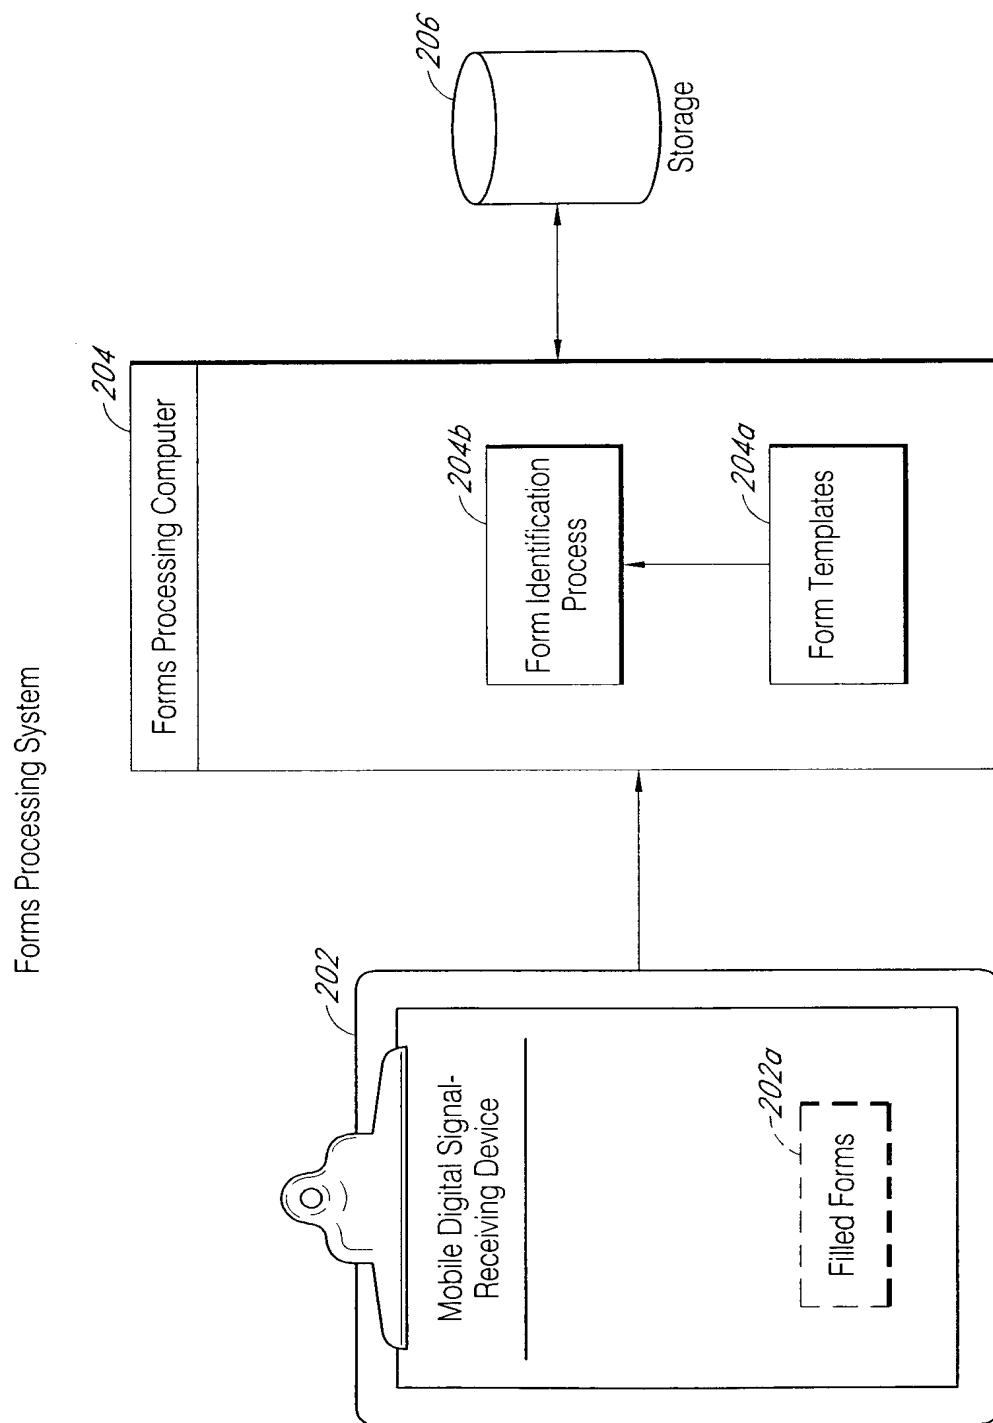 Forms Processing System
202
Mobile Digital Signal-
Receiving Device
202a
Filled Forms
204
Forms Processing Computer
204b
Form Identification
Process
204a
Form Templates
206
Storage